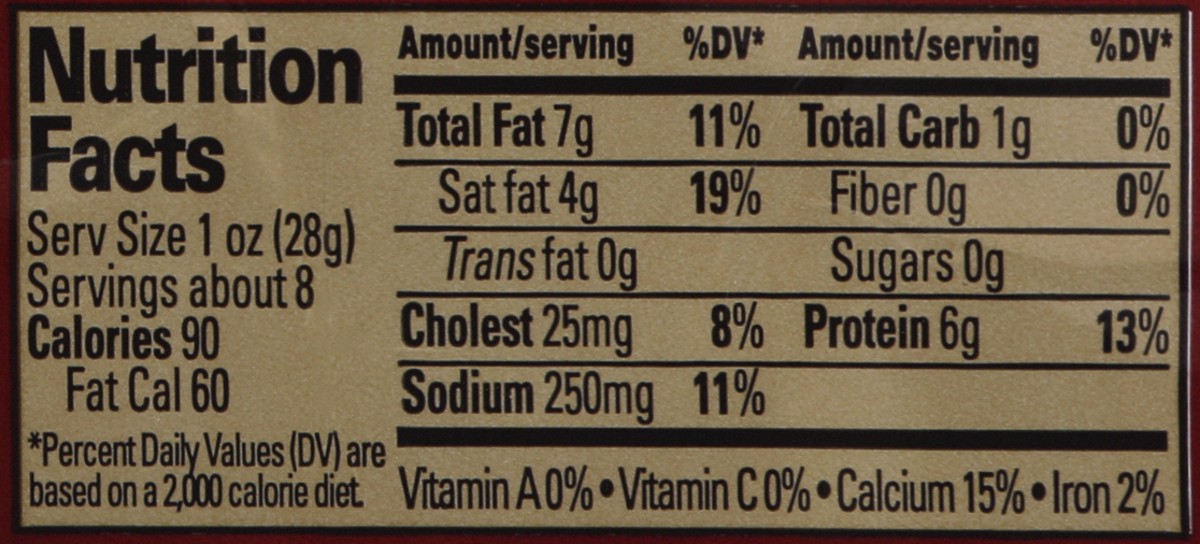 Nutrition
Facts
Serv Size 1 oz (28g)
Servings about 8
Calories 90
Fat Cal 60
*Percent Daily Values (DV) are
based on a 2,000 calorie diet.
Amount/serving %DV* Amount/serving %DV*
Total Fat 7g 11% Total Carb 1g 0%
Sat fat 4g 19% Fiber 0g 0%
Trans fat 0g Sugars 0g
Cholest 25mg 8% Protein 6g 13%
Sodium 250mg 11%
Vitamin A 0% • Vitamin C 0% • Calcium 15% • Iron 2%